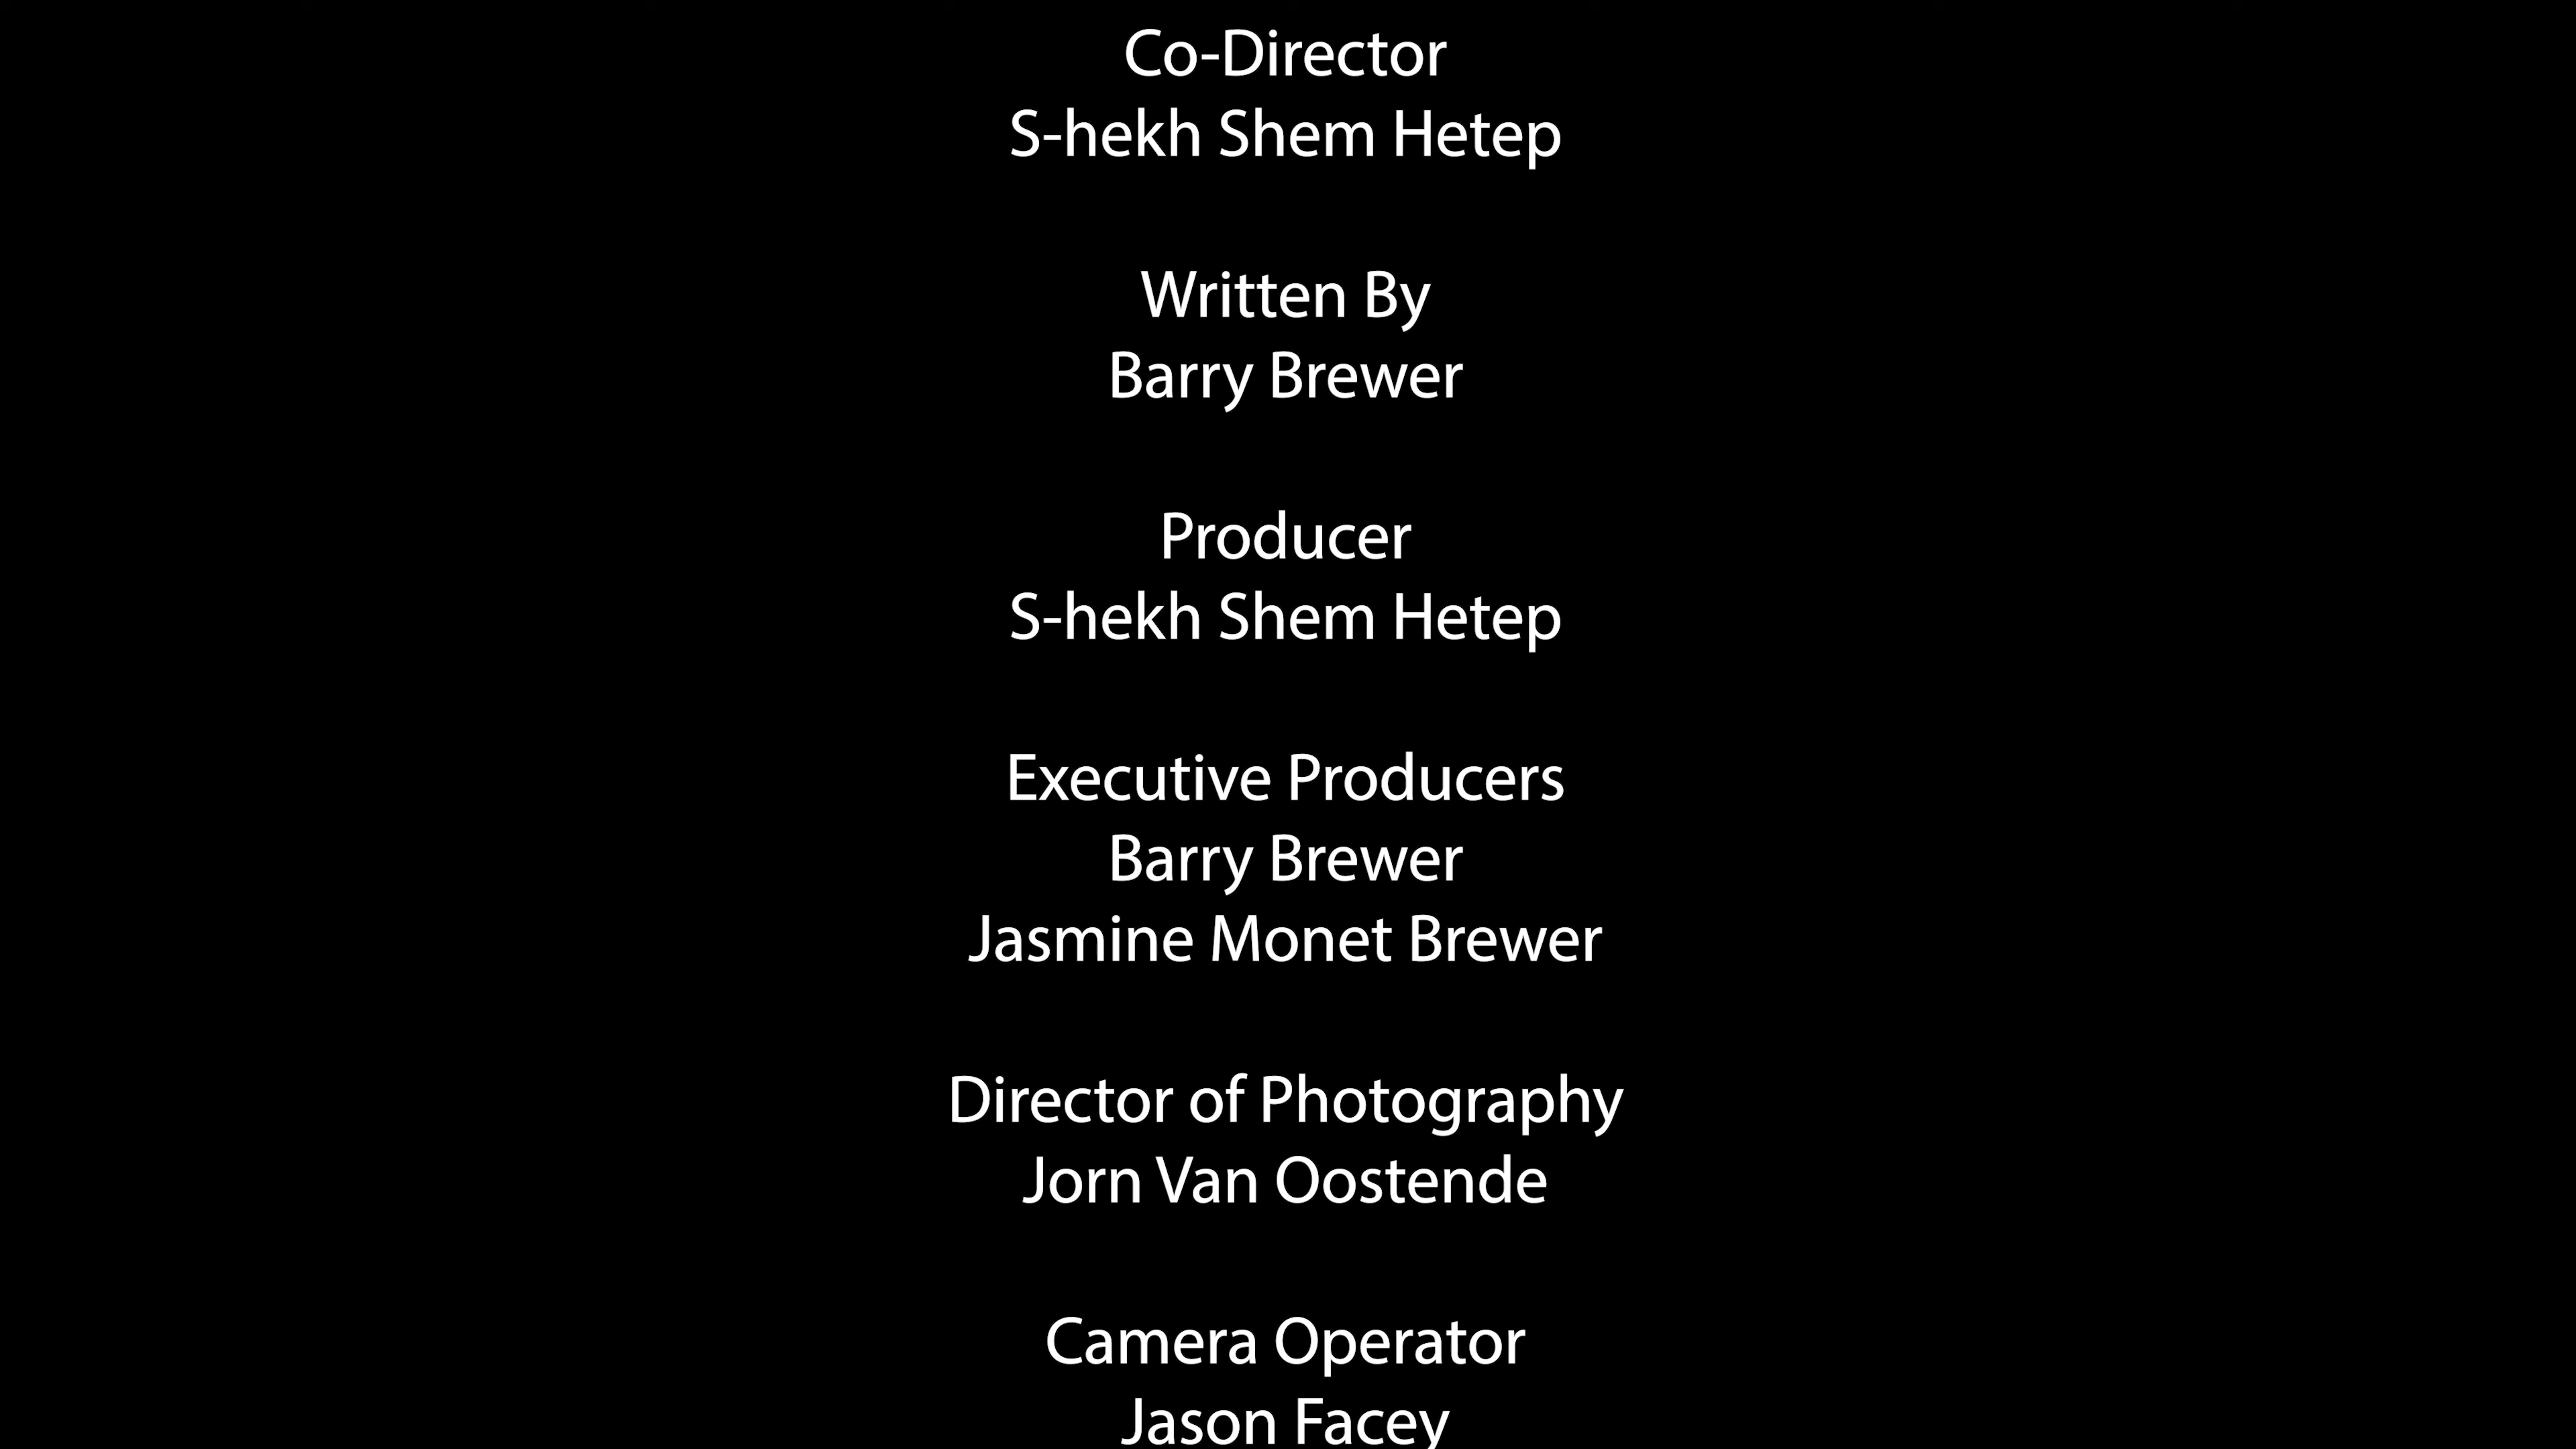 Co-Director
S-hekh Shem Hetep
Written By
Barry Brewer
Producer
S-hekh Shem Hetep
Executive Producers
Barry Brewer
Jasmine Monet Brewer
Director of Photography
Jorn Van Oostende
Camera Operator
Jason Facey